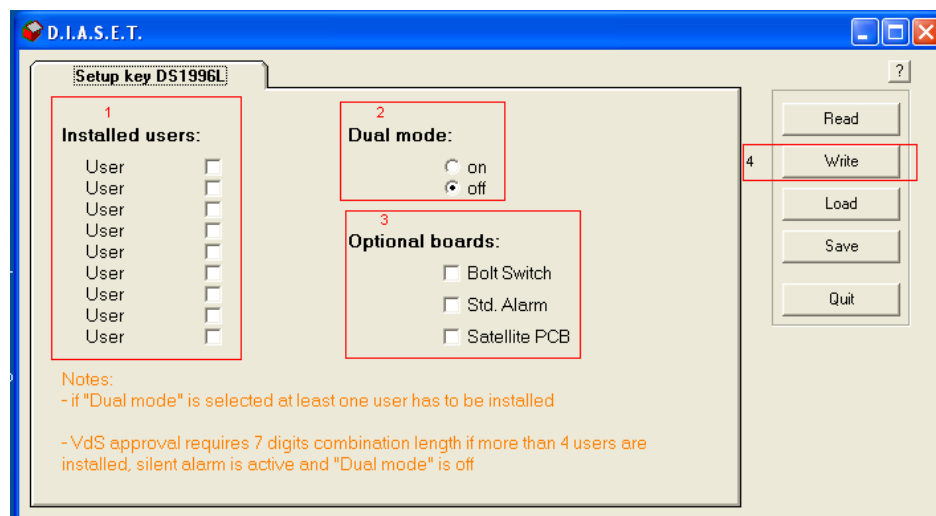 D.I.A.S.E.T.
Setup key DS1996L
?
1
Installed users:
User
User
User
User
User
User
User
User
User
2
Dual mode:
on
off
3
Optional boards:
Bolt Switch
Std. Alarm
Satellite PCB
Read
4 Write
Load
Save
Quit
Notes:
- if "Dual mode" is selected at least one user has to be installed
- VdS approval requires 7 digits combination length if more than 4 users are
installed, silent alarm is active and "Dual mode" is off